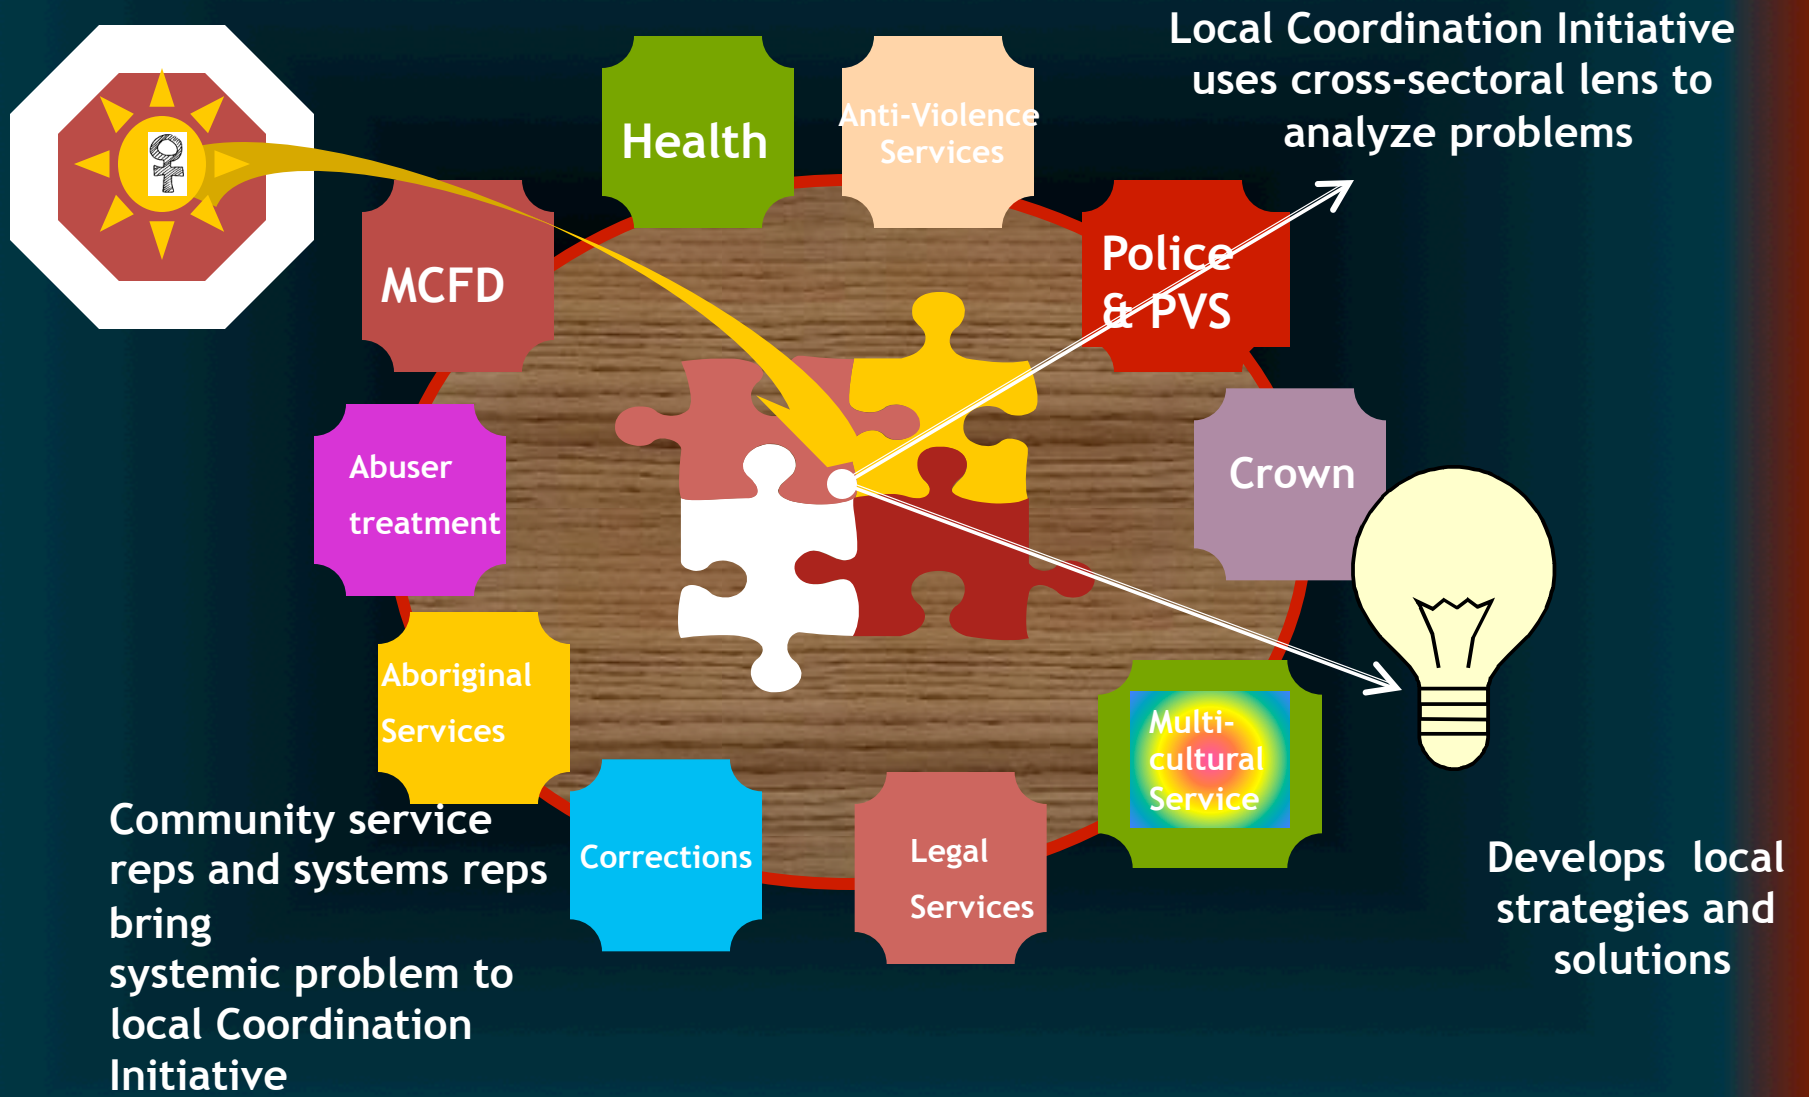 Local Coordination Initiative
uses cross-sectoral lens to
analyze problems
Health
Anti-Violence
Services
MCFD
Police
& PVS
Abuser
treatment
Crown
Aboriginal
Services
Multi-
cultural
Service
Corrections
Legal
Services
Community service
reps and systems reps
bring
systemic problem to
local Coordination
Initiative
Develops  local
strategies and
solutions